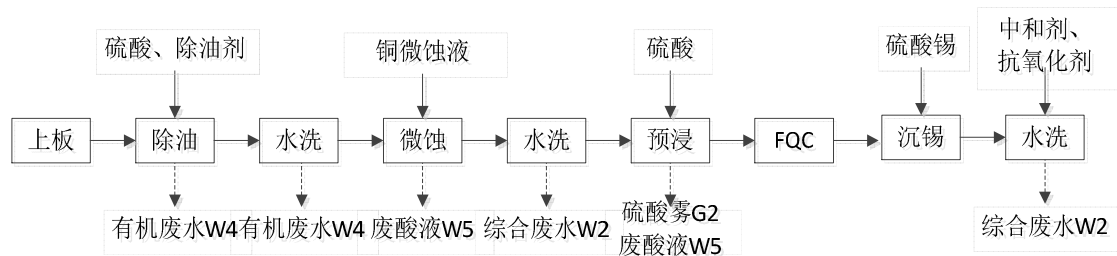 硫酸、除油剂
铜微蚀液
硫酸
硫酸锡
中和剂、
抗氧化剂
上板
除油
水洗
微蚀
水洗
预浸
FQC
沉锡
水洗
有机废水W4
有机废水W4
废酸液W5
综合废水W2
硫酸雾G2
废酸液W5
综合废水W2